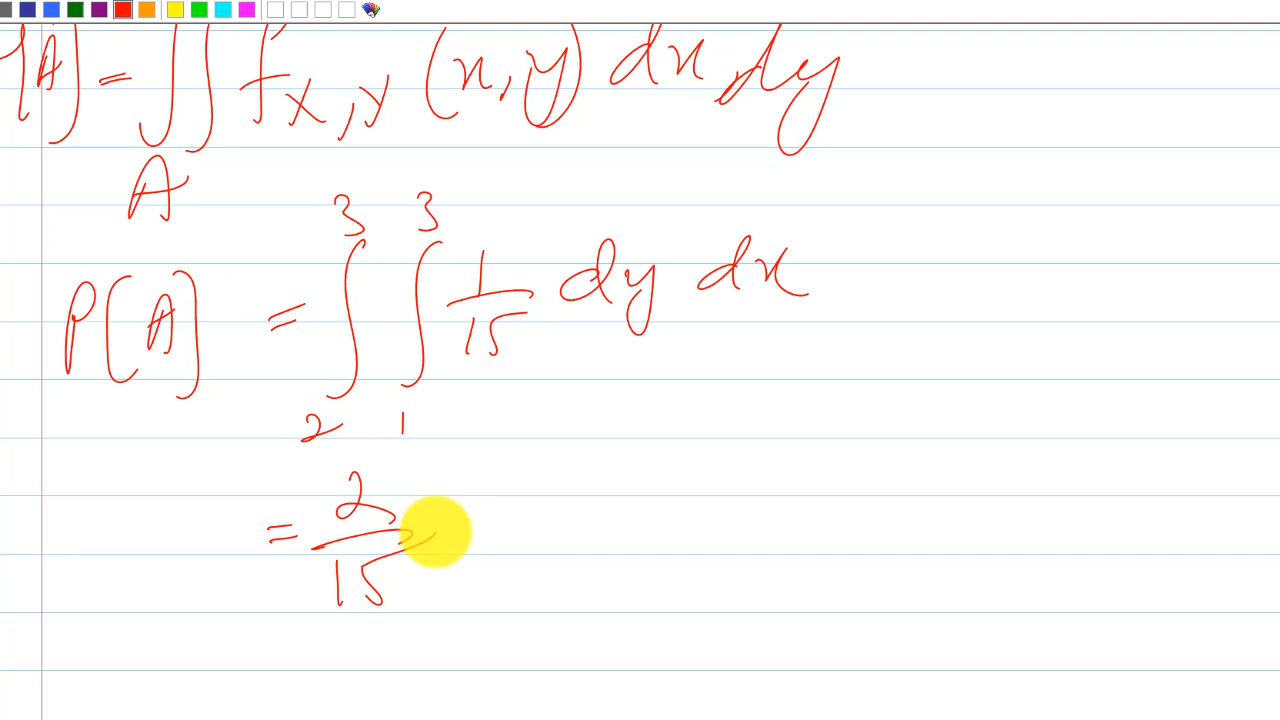 P[A] = ∫∫_A f_{X,Y} (x, y) dx dy
P[A] = ∫_2^3 ∫_1^3 1/15 dy dx
= 2/15